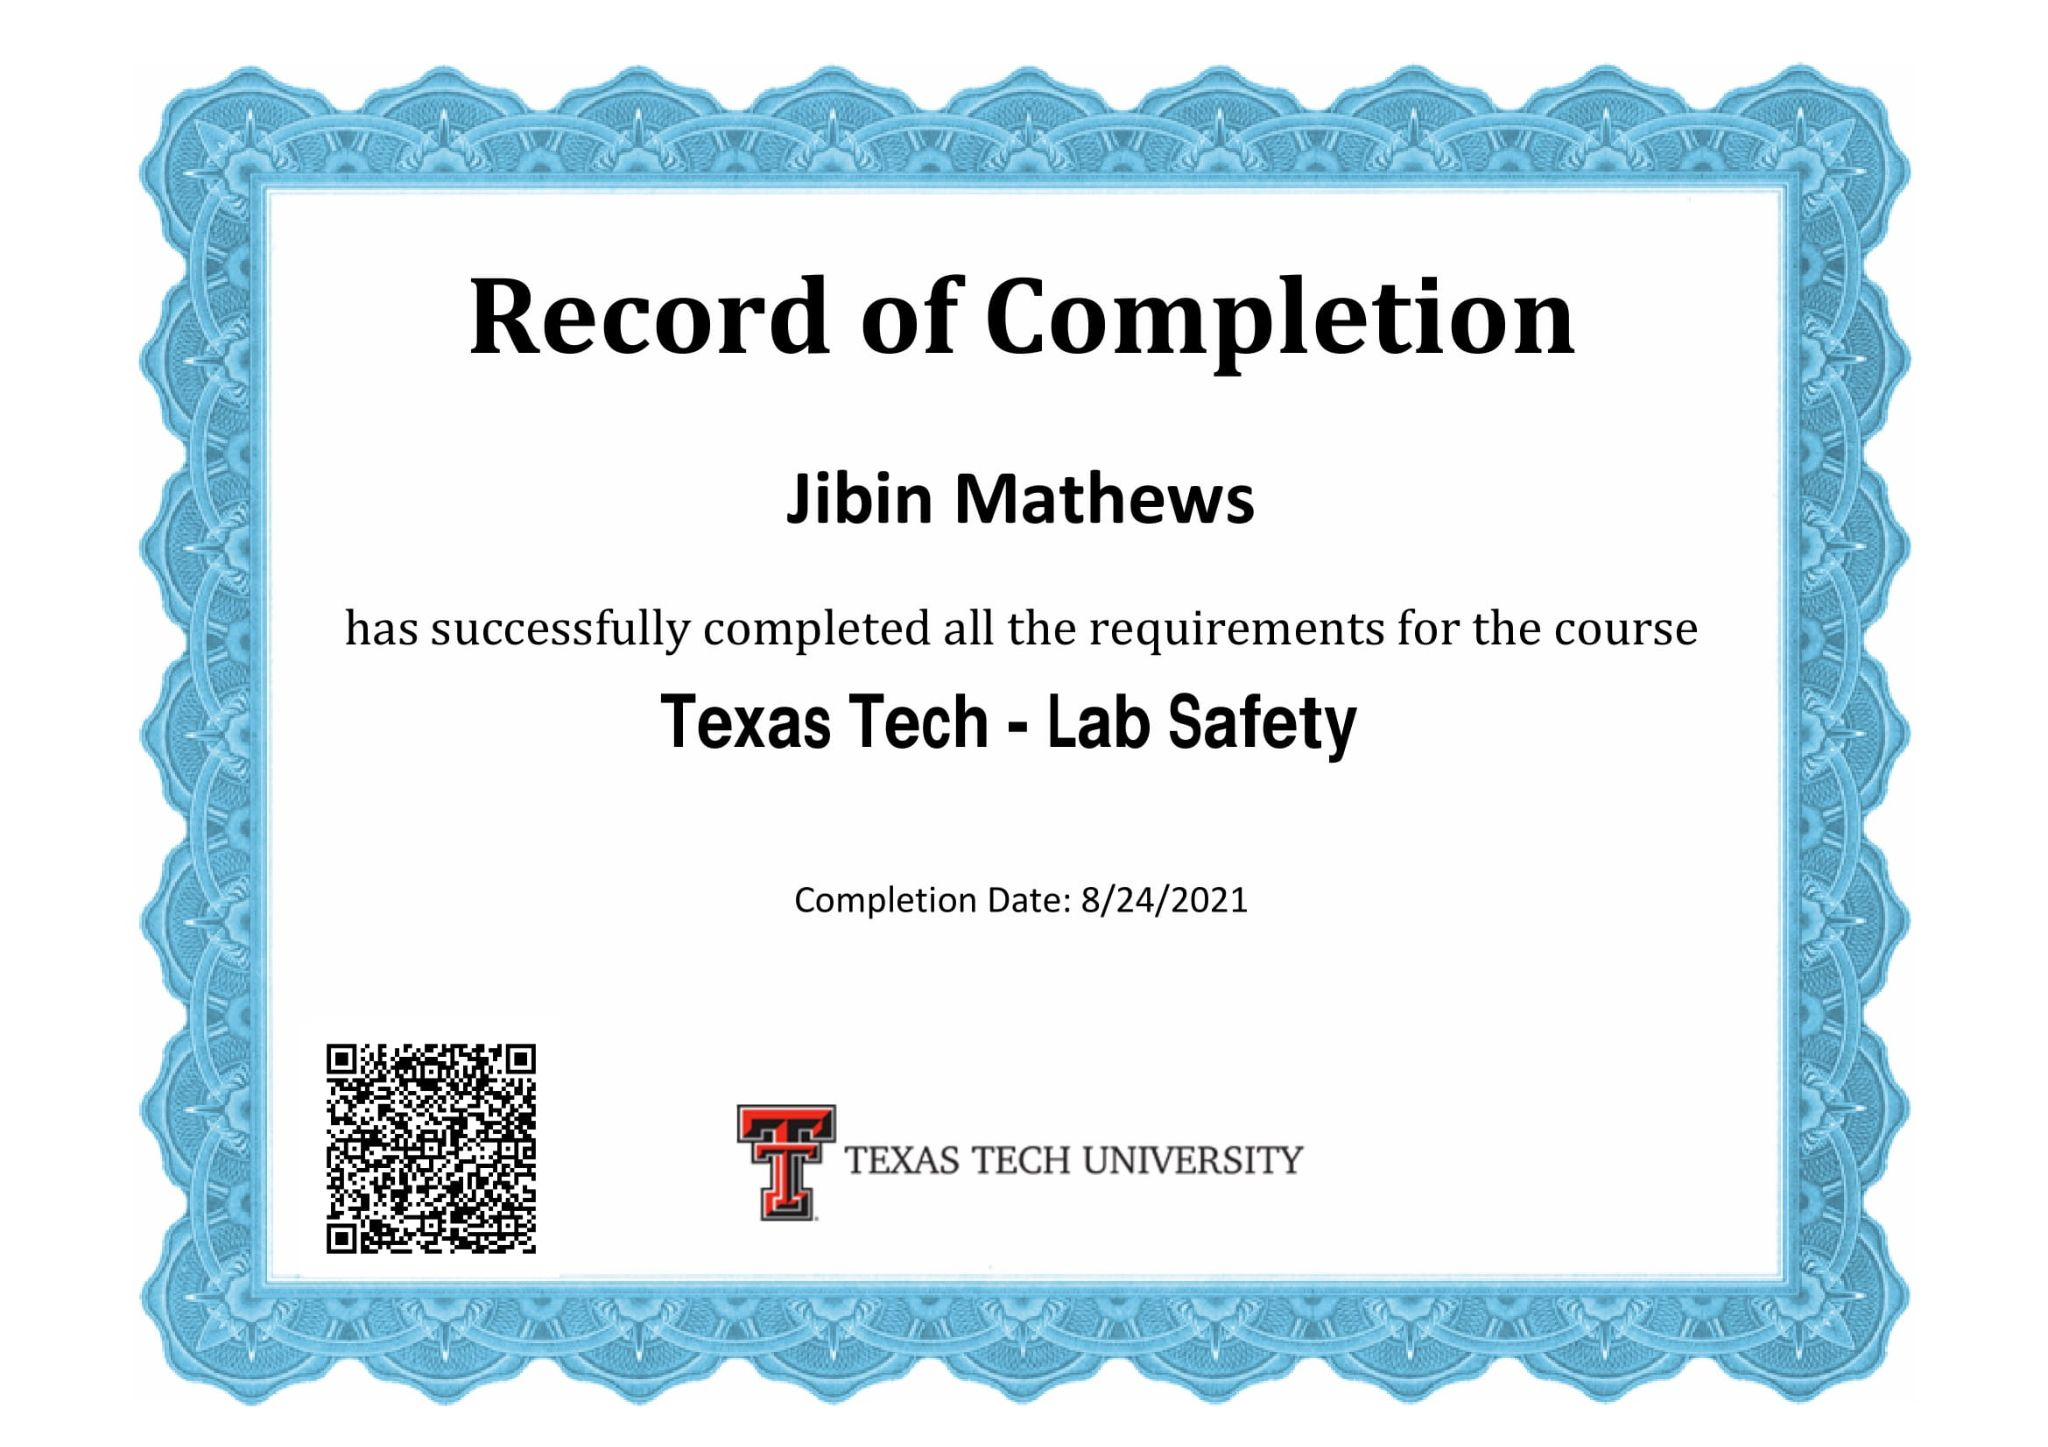 Record of Completion
Jibin Mathews
has successfully completed all the requirements for the course
Texas Tech - Lab Safety
Completion Date: 8/24/2021
TEXAS TECH UNIVERSITY